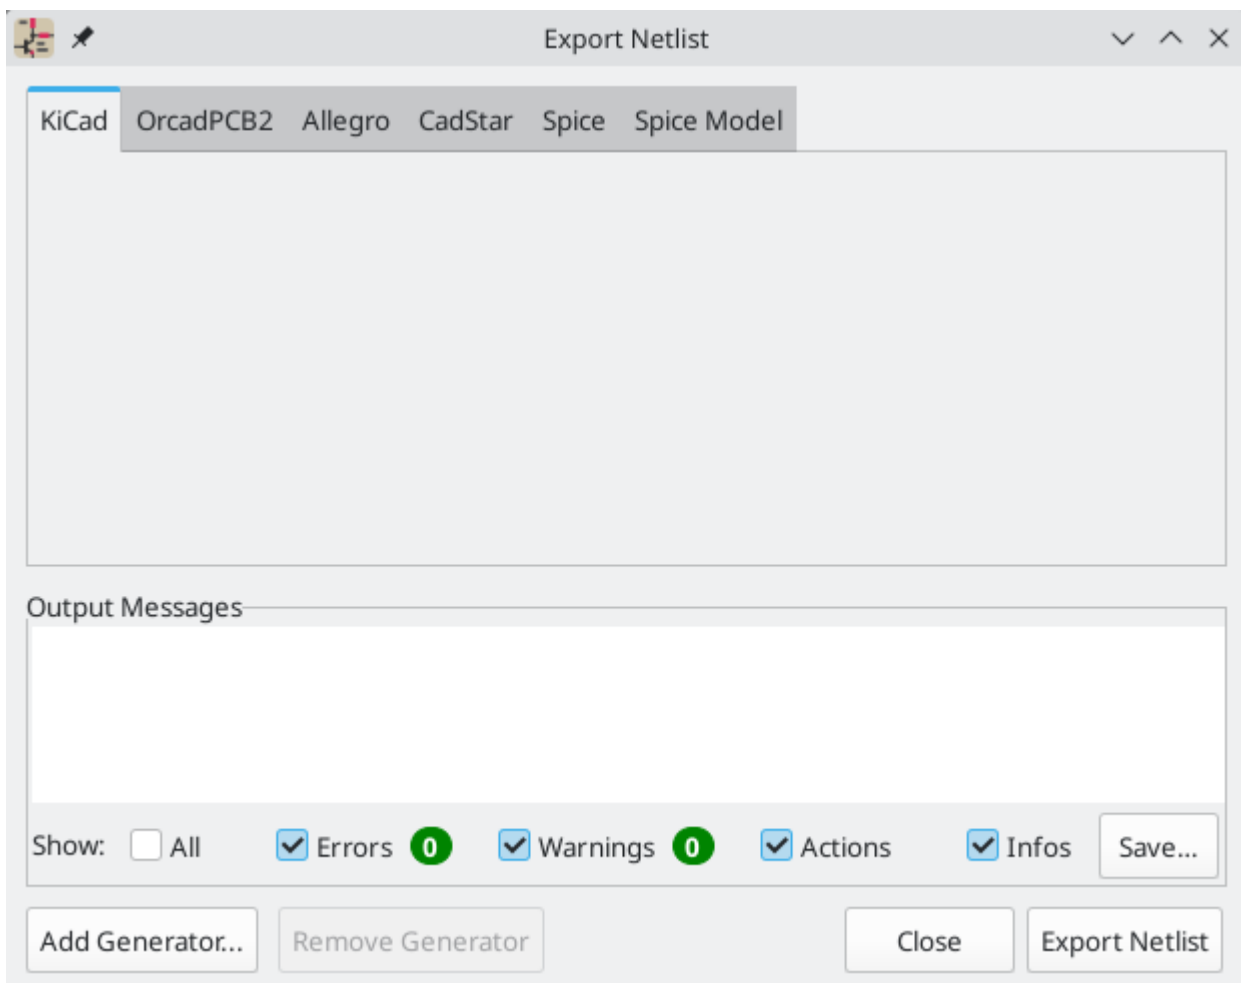 Export Netlist
KiCad OrcadPCB2 Allegro CadStar Spice Spice Model
Output Messages
Show: All Errors 0 Warnings 0 Actions Infos Save...
Add Generator... Remove Generator Close Export Netlist